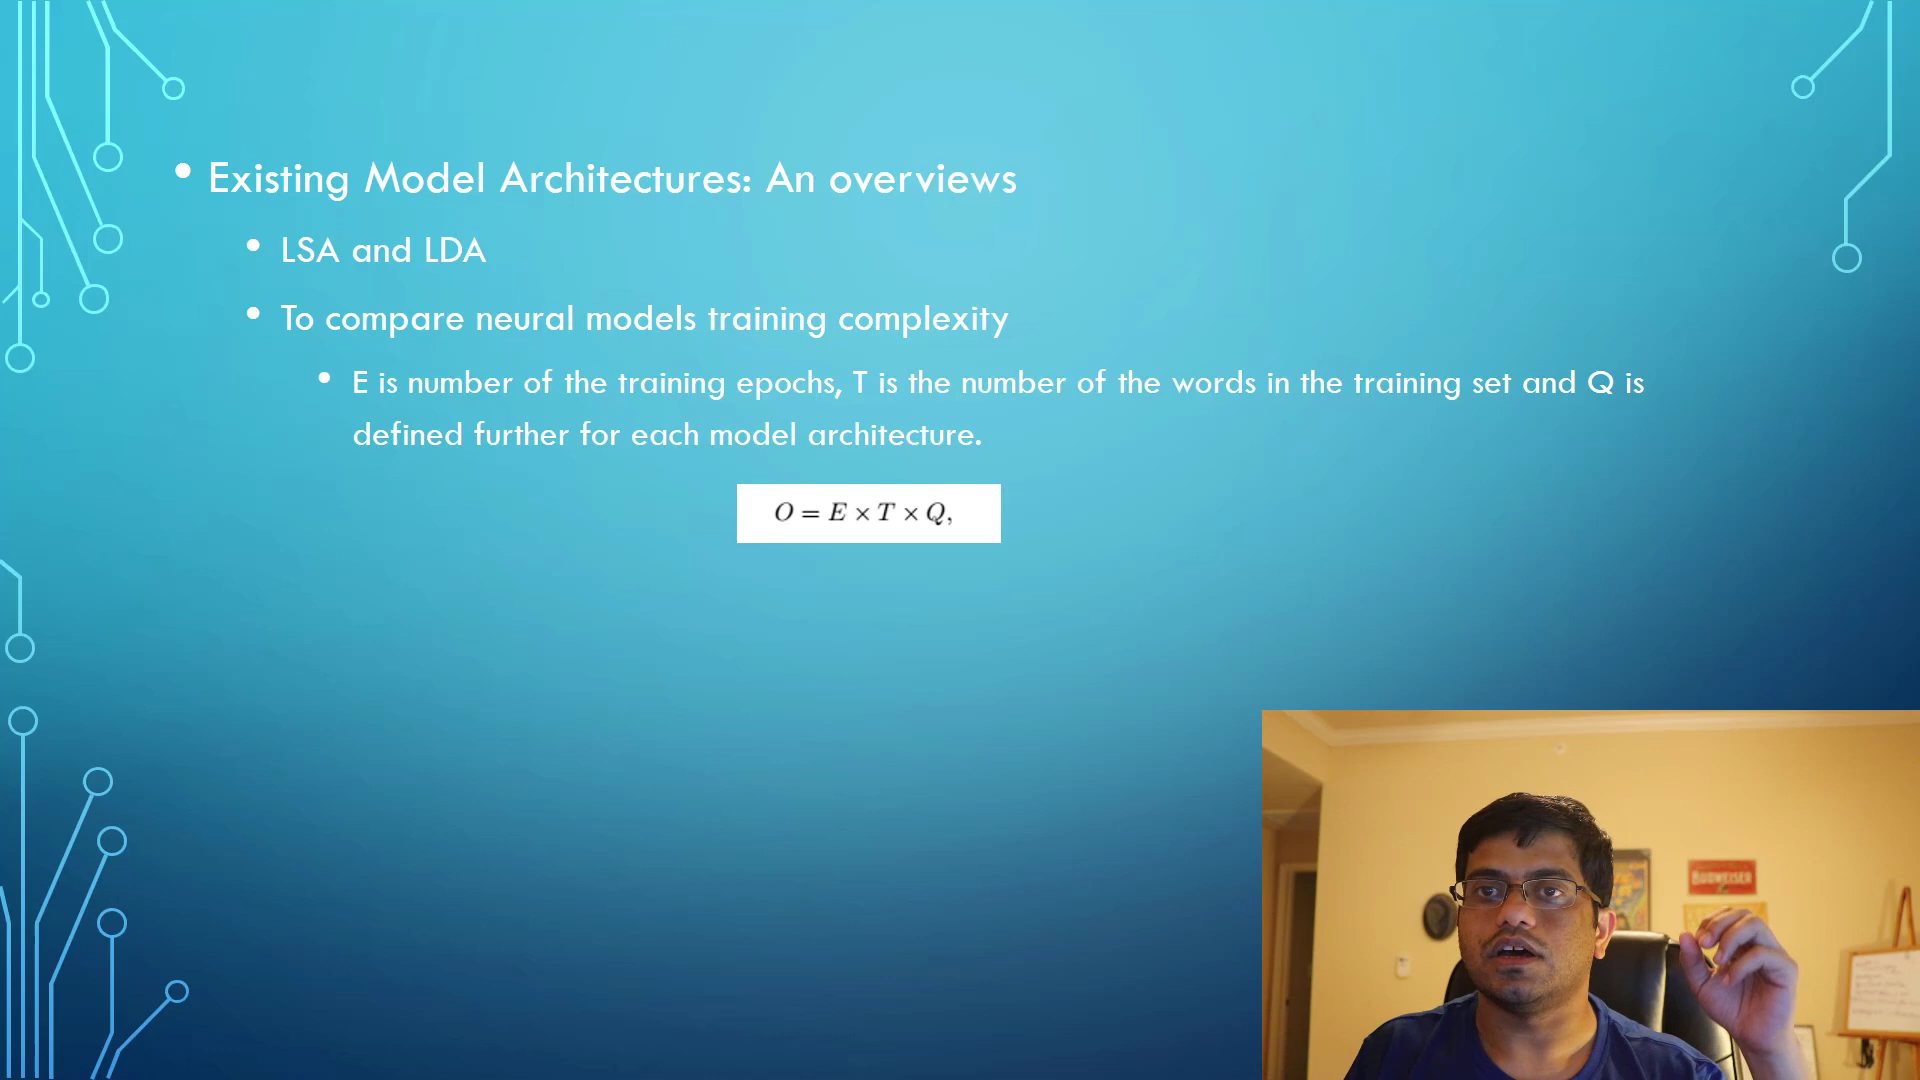 Existing Model Architectures: An overviews
LSA and LDA
To compare neural models training complexity
E is number of the training epochs, T is the number of the words in the training set and Q is
defined further for each model architecture.
O = E × T × Q,
BUDWEISER